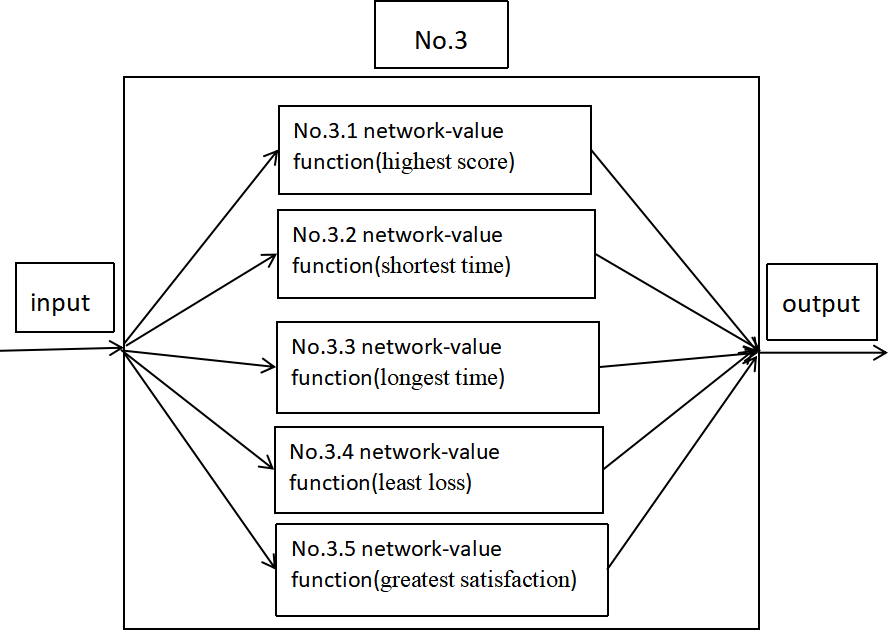 No.3
No.3.1 network-value
function(highest score)
No.3.2 network-value
function(shortest time)
input
output
No.3.3 network-value
function(longest time)
No.3.4 network-value
function(least loss)
No.3.5 network-value
function(greatest satisfaction)